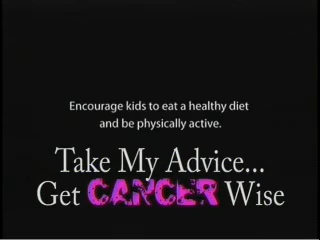 Encourage kids to eat a healthy diet
and be physically active.
Take My Advice...
Get CANCER Wise